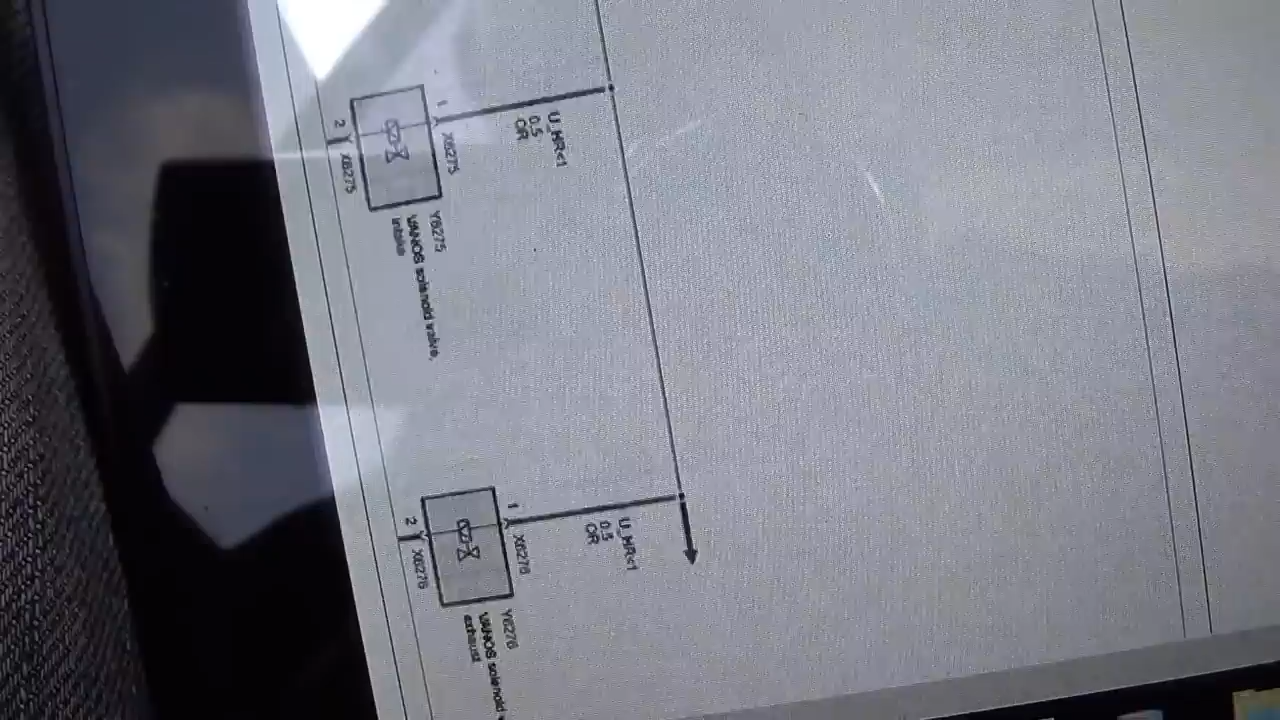 U_MR<1
0.5
OR
1
X6275
2
X6275
Y6275
VANOS solenoid valve,
intake
U_MR<1
0.5
OR
1
X6276
2
X6276
Y6276
VANOS solenoid
exhaust